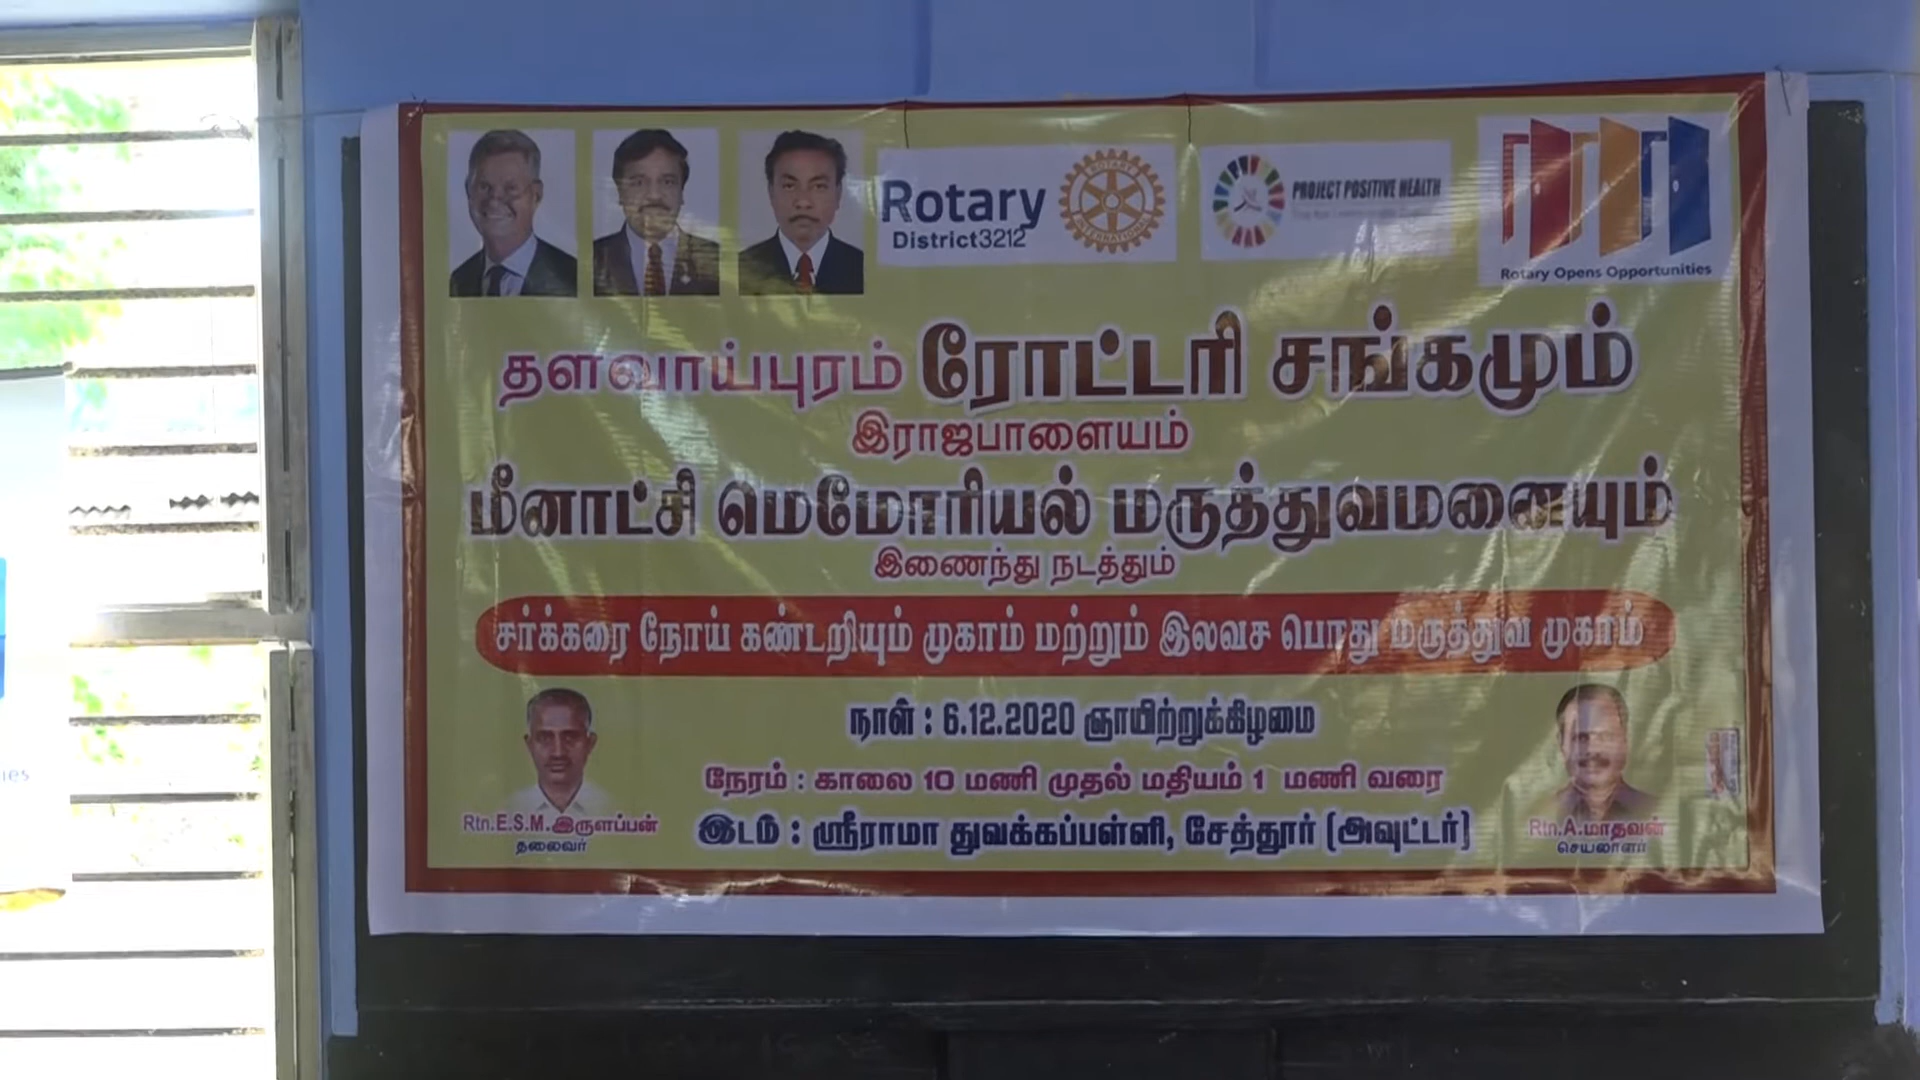 Rotary
District3212
ROTARY
INTERNATIONAL
PROJECT POSITIVE HEALTH
Rotary Opens Opportunities
தளவாய்புரம் ரோட்டரி சங்கமும்
இராஜபாளையம்
மீனாட்சி மெமோரியல் மருத்துவமனையும்
இணைந்து நடத்தும்
சர்க்கரை நோய் கண்டறியும் முகாம் மற்றும் இலவச பொது மருத்துவ முகாம்
நாள் : 6.12.2020 ஞாயிற்றுக்கிழமை
நேரம் : காலை 10 மணி முதல் மதியம் 1 மணி வரை
இடம் : ஸ்ரீராமா துவக்கப்பள்ளி, சேத்தூர் (அவுட்டர்)
Rtn.E.S.M.இருளப்பன்
தலைவர்
Rtn.A.மாதவன்
செயலாளர்
ies